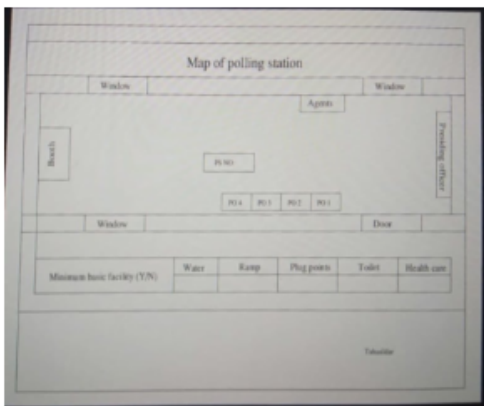 Map of polling station
Window Window
Agents
Booth
Presiding officer
PS NO
PO 4 PO 3 PO 2 PO 1
Window Door
Minimum basic facility (Y/N) Water Ramp Plug points Toilet Health care
Tahsildar